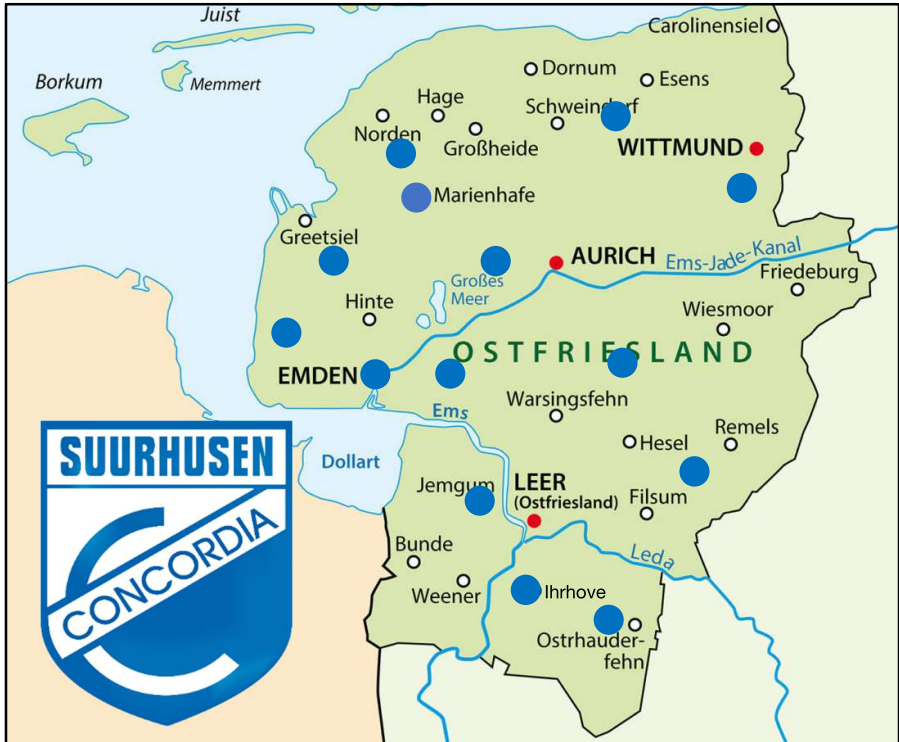 Juist
Carolinensiel
Borkum
Memmert
Dornum
Esens
Hage
Schweindorf
Norden
Großheide
WITTMUND
Marienhafe
Greetsiel
AURICH
Ems-Jade-Kanal
Friedeburg
Großes
Meer
Hinte
Wiesmoor
OSTFRIESLAND
EMDEN
Warsingsfehn
Ems
Remels
Hesel
SUURHUSEN
CONCORDIA
Dollart
Jemgum
LEER
(Ostfriesland)
Filsum
Bunde
Leda
Weener
Ihrhove
Ostrhauder-
fehn